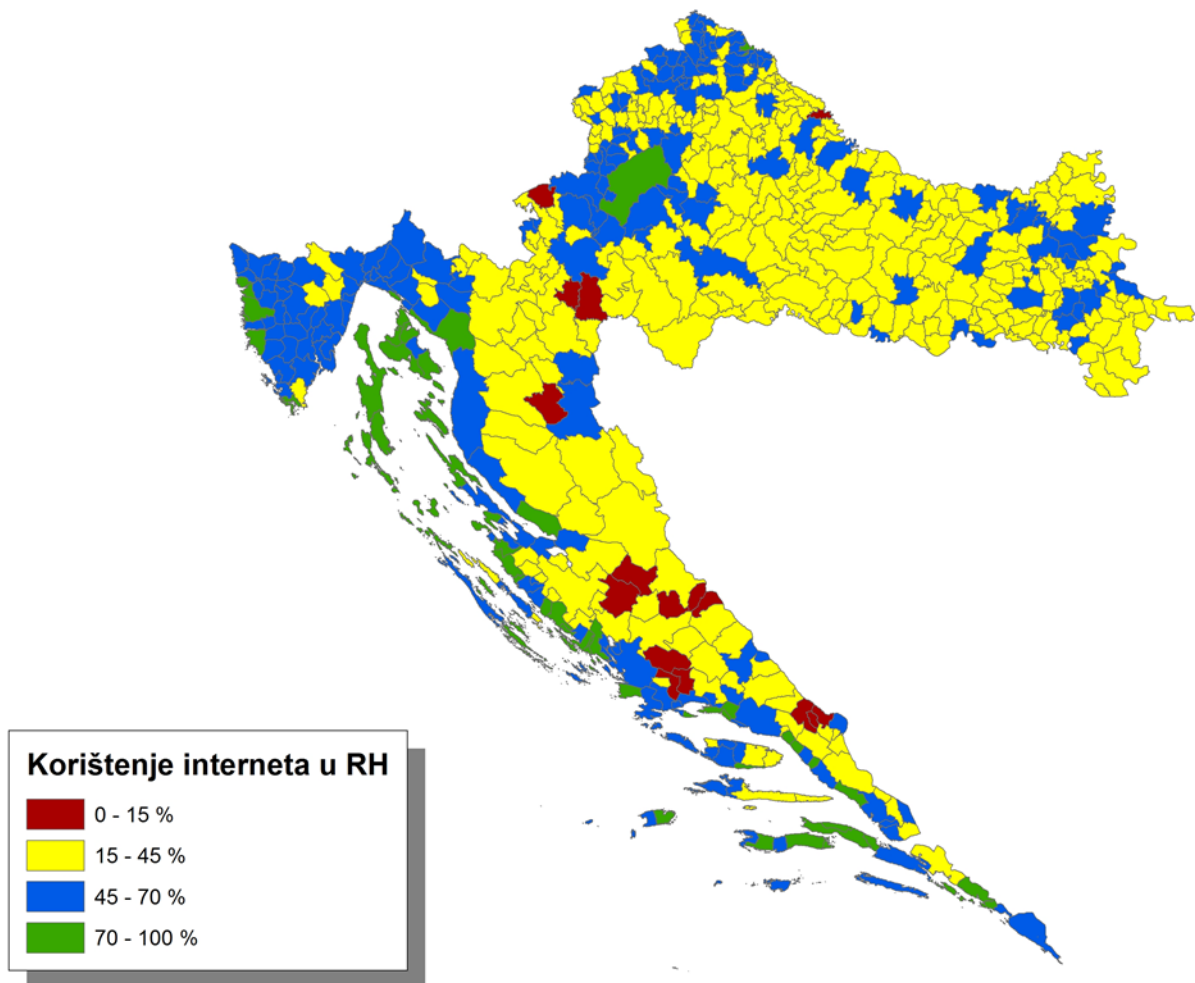 Korištenje interneta u RH
0 - 15 %
15 - 45 %
45 - 70 %
70 - 100 %